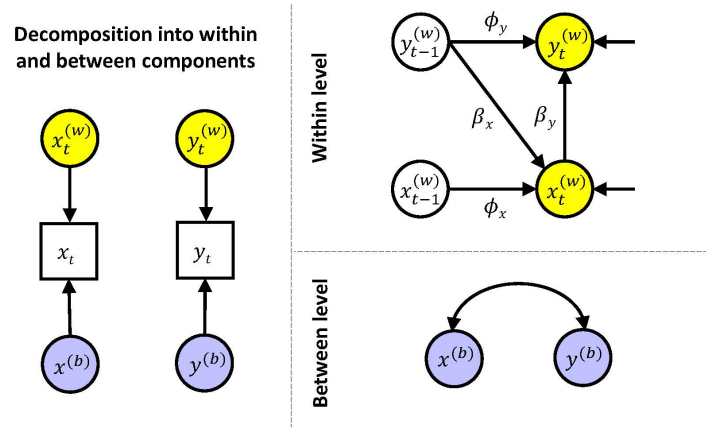 Decomposition into within
and between components
x_t^{(w)}
y_t^{(w)}
x_t
y_t
x^{(b)}
y^{(b)}
Within level
y_{t-1}^{(w)}
ϕ_y
y_t^{(w)}
β_x
β_y
x_{t-1}^{(w)}
ϕ_x
x_t^{(w)}
Between level
x^{(b)}
y^{(b)}